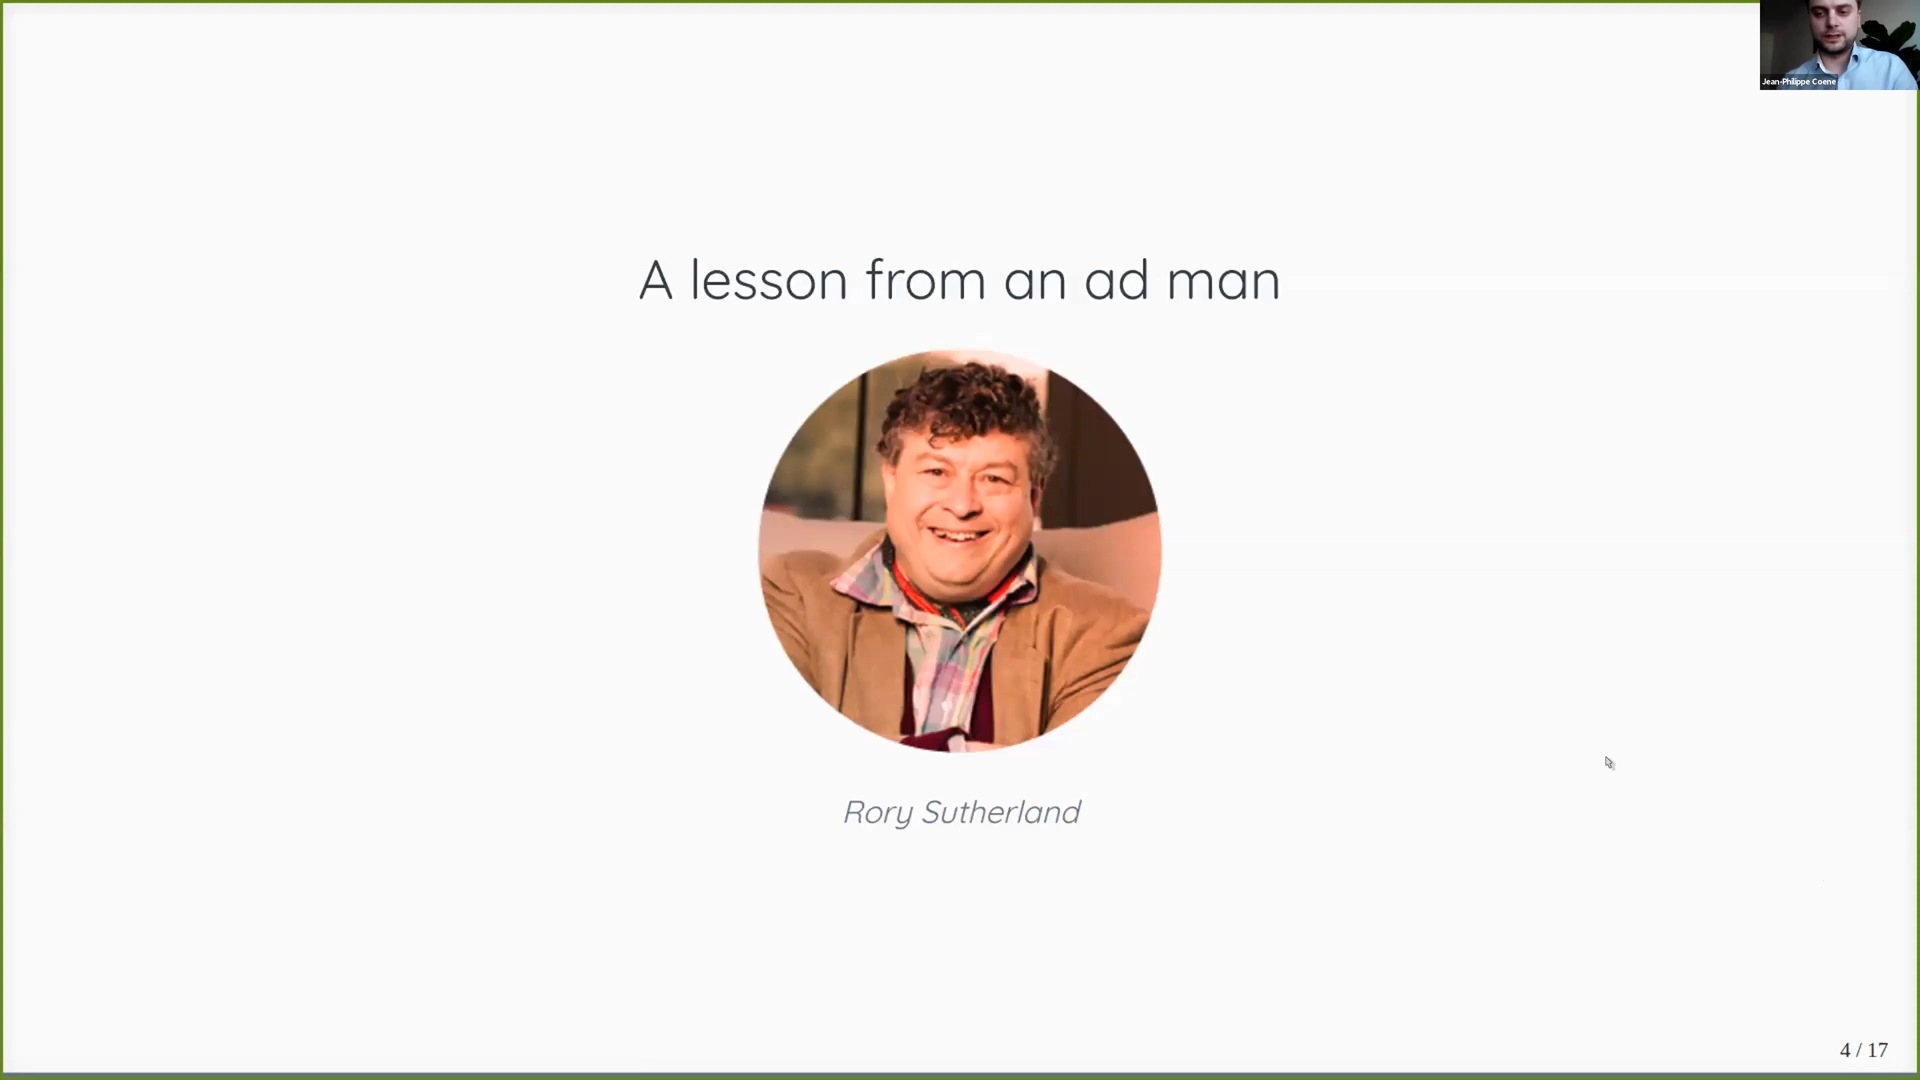 Jean-Philippe Coene
A lesson from an ad man
Rory Sutherland
4 / 17